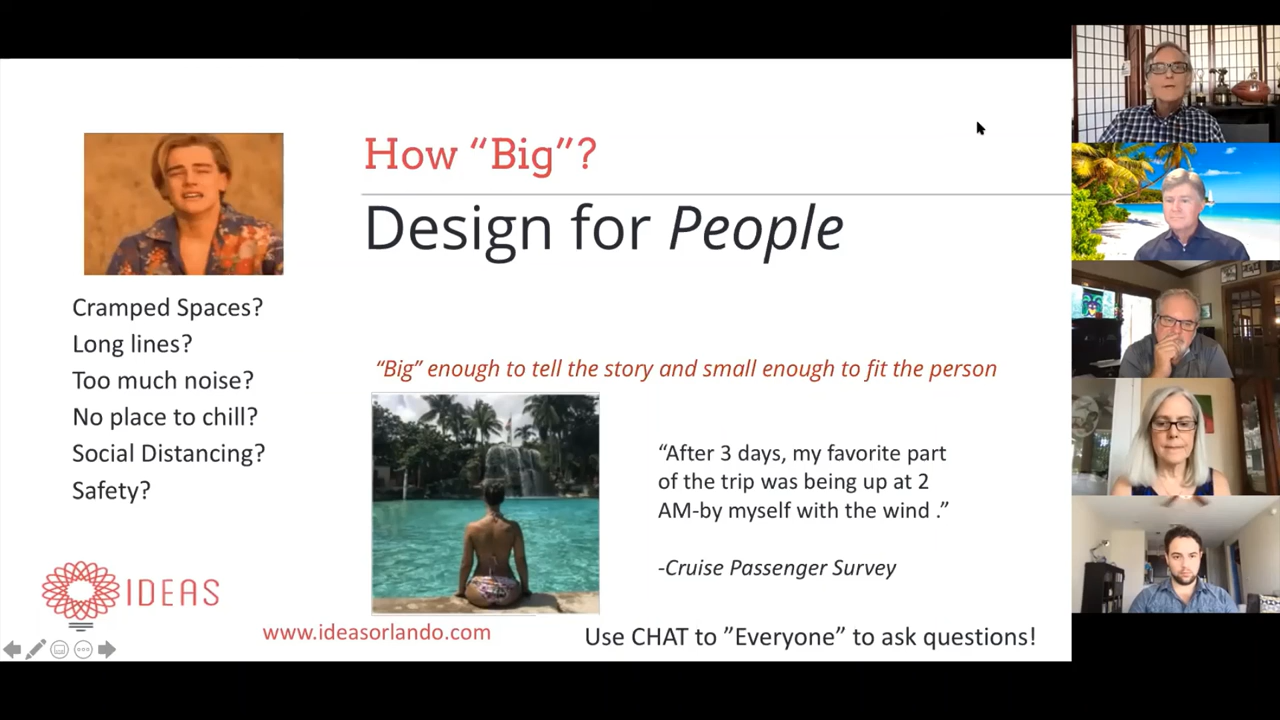 How “Big”?
Design for People
Cramped Spaces?
Long lines?
Too much noise?
No place to chill?
Social Distancing?
Safety?
“Big” enough to tell the story and small enough to fit the person
“After 3 days, my favorite part
of the trip was being up at 2
AM-by myself with the wind .”
-Cruise Passenger Survey
IDEAS
www.ideasorlando.com
Use CHAT to ”Everyone” to ask questions!